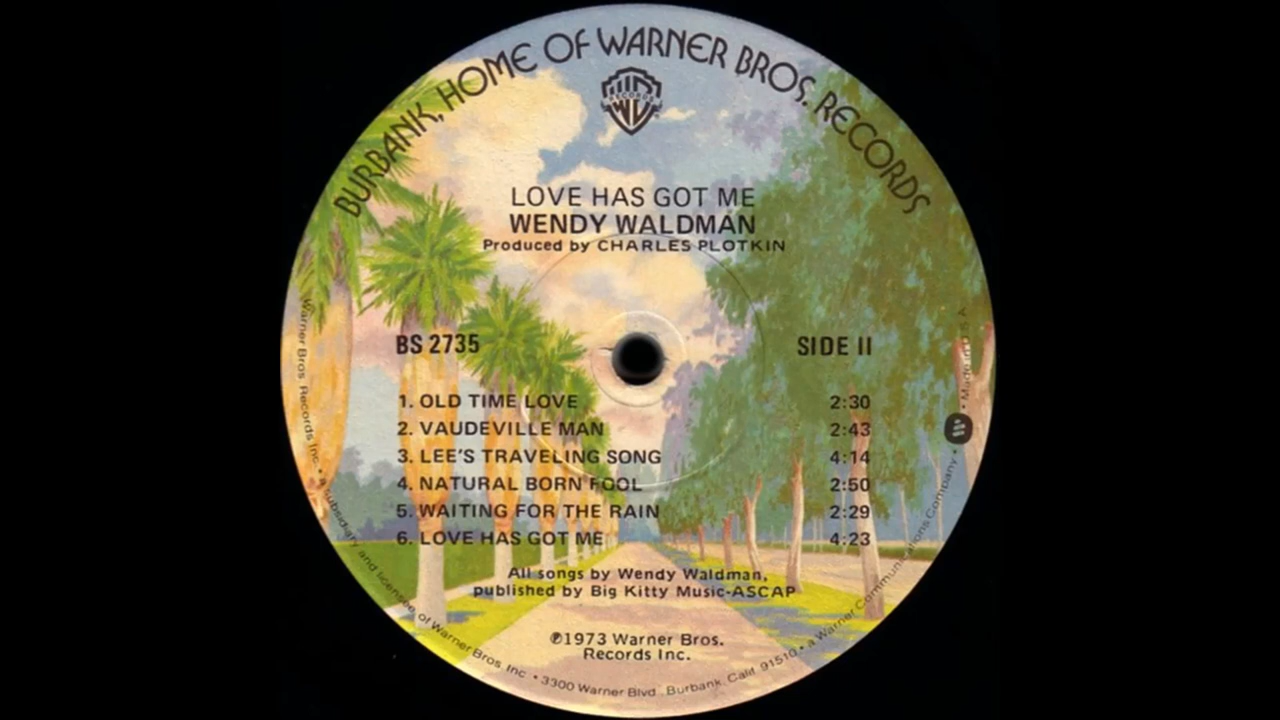 BURBANK, HOME OF WARNER BROS. RECORDS
W B
RECORDS
LOVE HAS GOT ME
WENDY WALDMAN
Produced by CHARLES PLOTKIN
BS 2735 SIDE II
1. OLD TIME LOVE 2:30
2. VAUDEVILLE MAN 2:43
3. LEE'S TRAVELING SONG 4:14
4. NATURAL BORN FOOL 2:50
5. WAITING FOR THE RAIN 2:29
6. LOVE HAS GOT ME 4:23
All songs by Wendy Waldman,
published by Big Kitty Music-ASCAP
℗1973 Warner Bros.
Records Inc.
Warner Bros. Records Inc. • a subsidiary and licensee of Warner Bros. Inc. • 3300 Warner Blvd., Burbank, Calif. 91510 • a Warner Communications Company • Made in U.S.A.